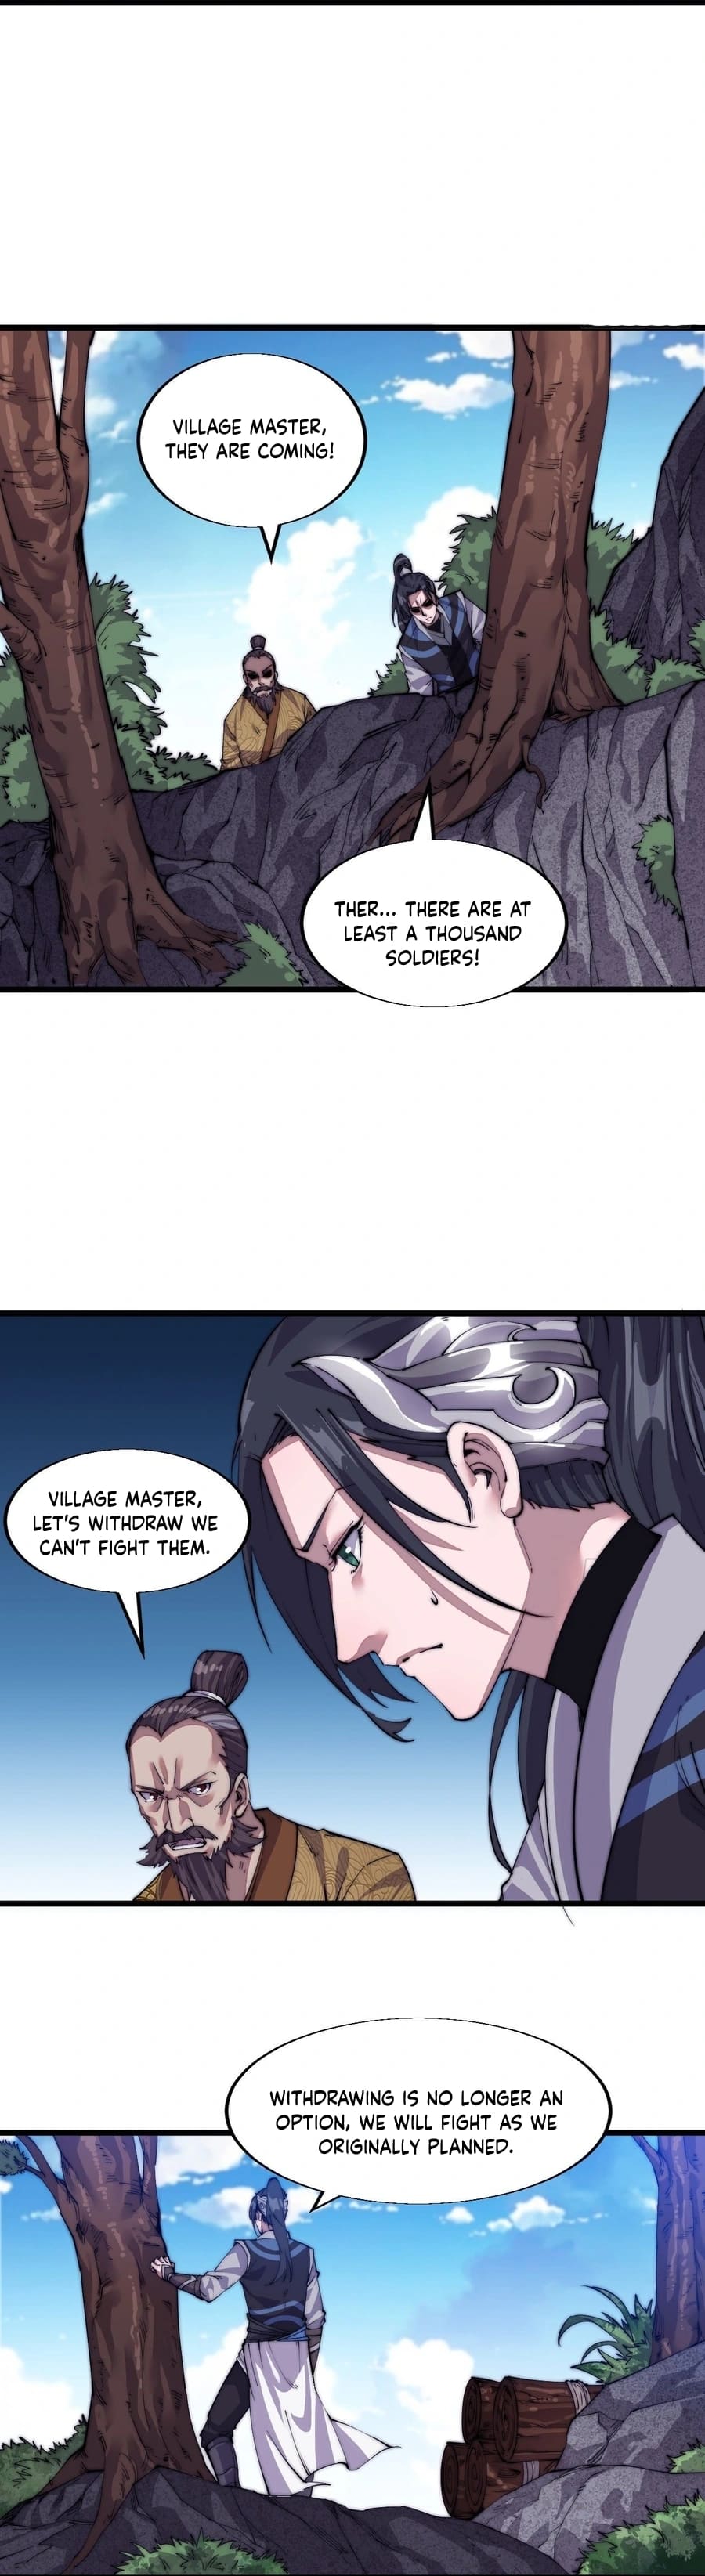 VILLAGE MASTER,
THEY ARE COMING!
THER... THERE ARE AT
LEAST A THOUSAND
SOLDIERS!
VILLAGE MASTER,
LET'S WITHDRAW WE
CAN'T FIGHT THEM.
WITHDRAWING IS NO LONGER AN
OPTION, WE WILL FIGHT AS WE
ORIGINALLY PLANNED.